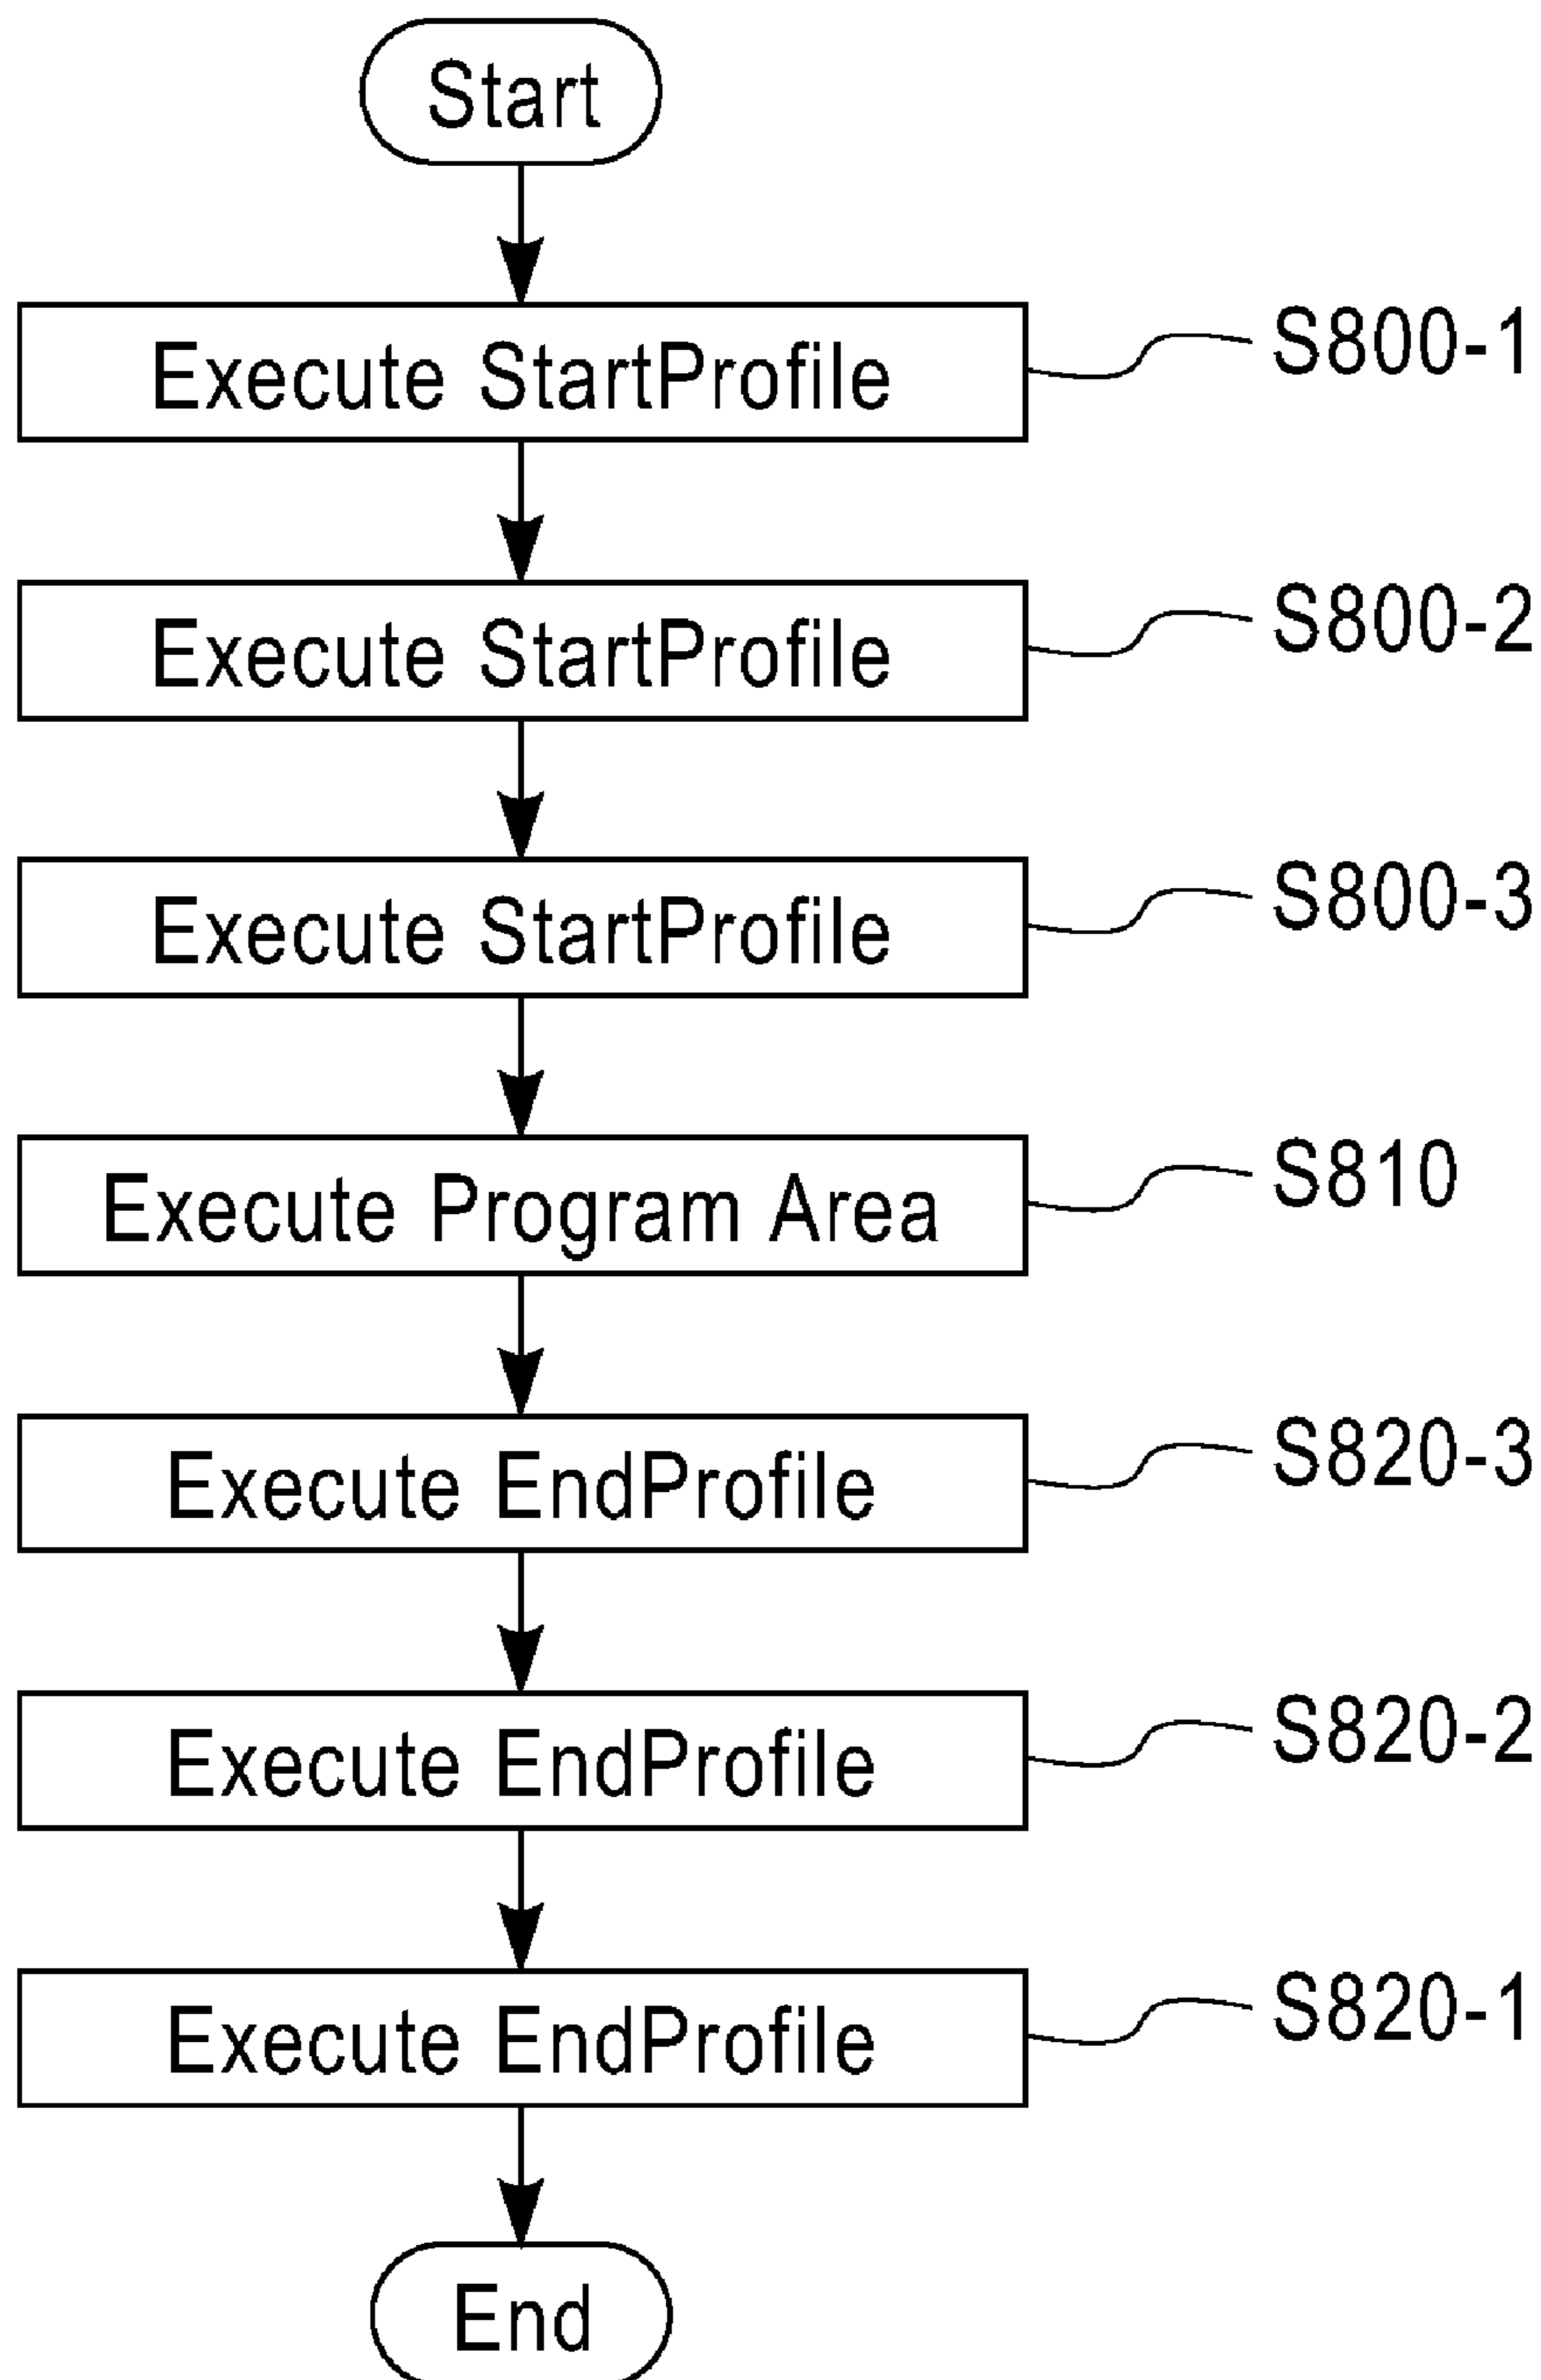 Start
Execute StartProfile
S800-1
Execute StartProfile
S800-2
Execute StartProfile
S800-3
Execute Program Area
S810
Execute EndProfile
S820-3
Execute EndProfile
S820-2
Execute EndProfile
S820-1
End